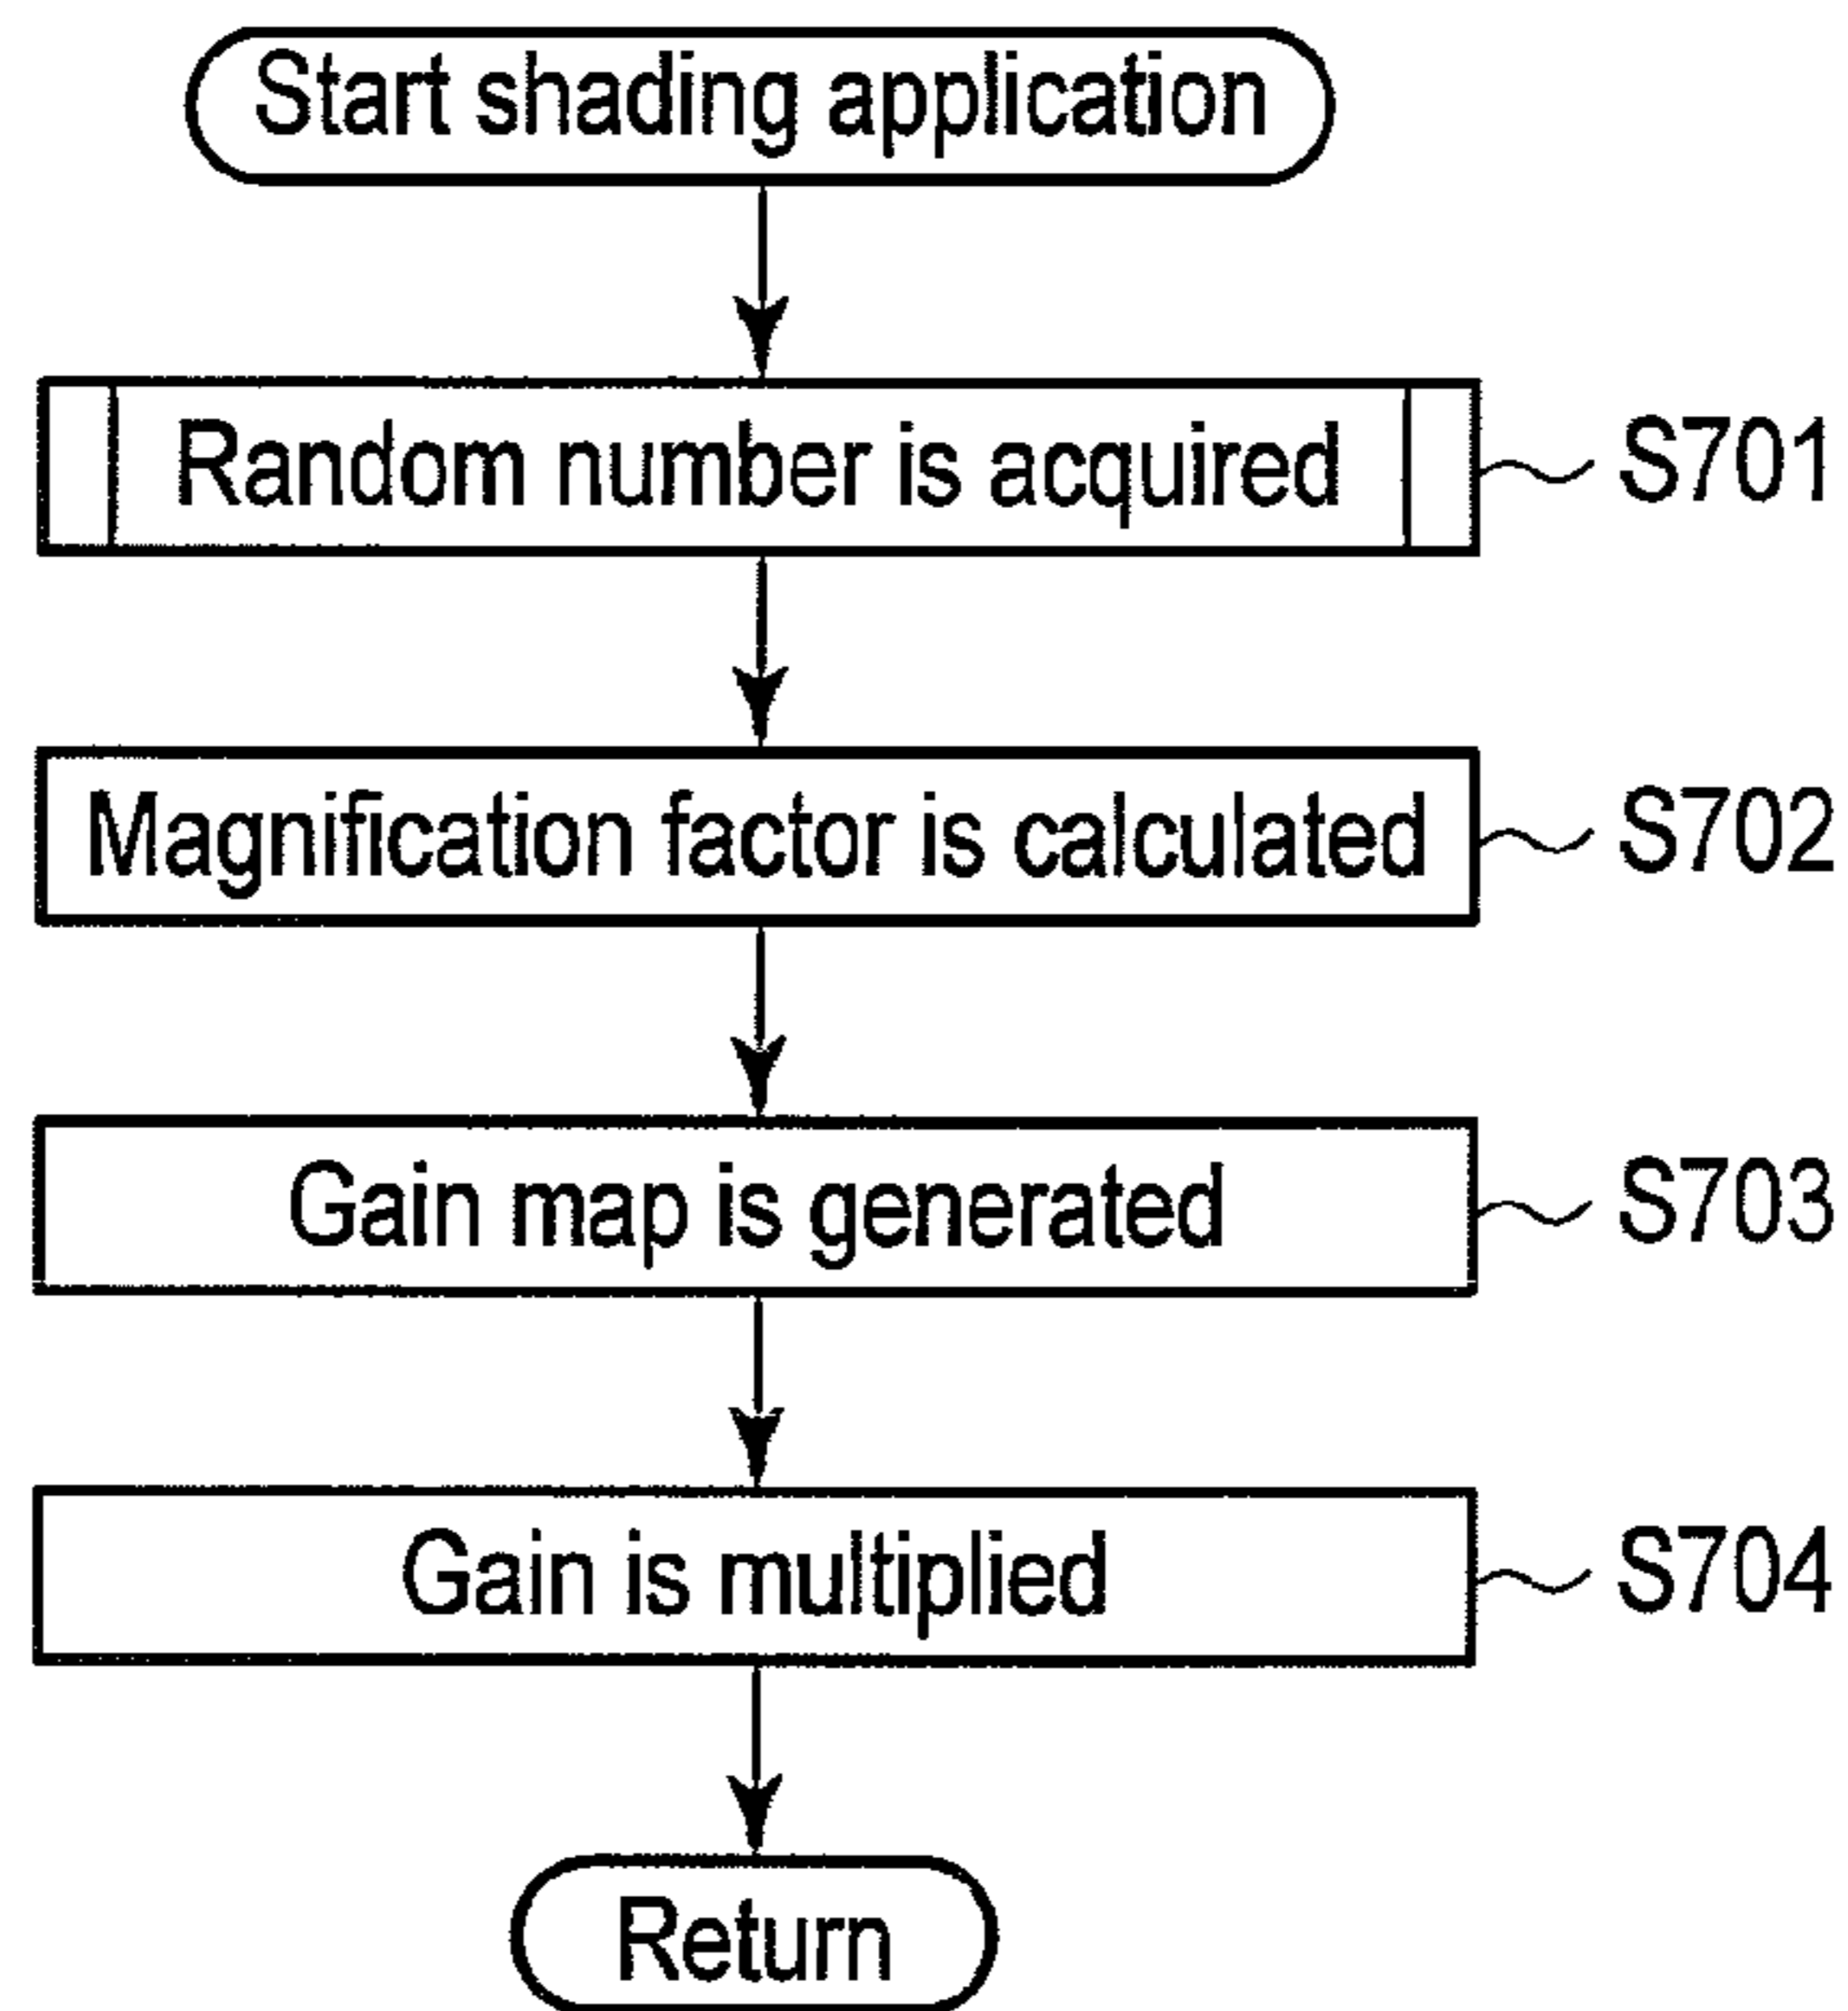 Start shading application
Random number is acquired S701
Magnification factor is calculated S702
Gain map is generated S703
Gain is multiplied S704
Return